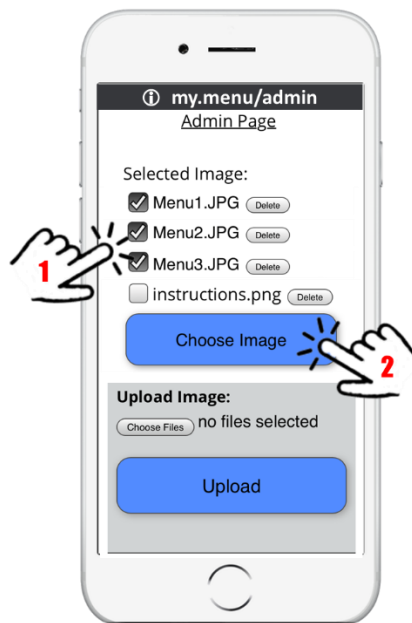 my.menu/admin
Admin Page
Selected Image:
Menu1.JPG Delete
Menu2.JPG Delete
1
Menu3.JPG Delete
instructions.png Delete
Choose Image
2
Upload Image:
Choose Files no files selected
Upload